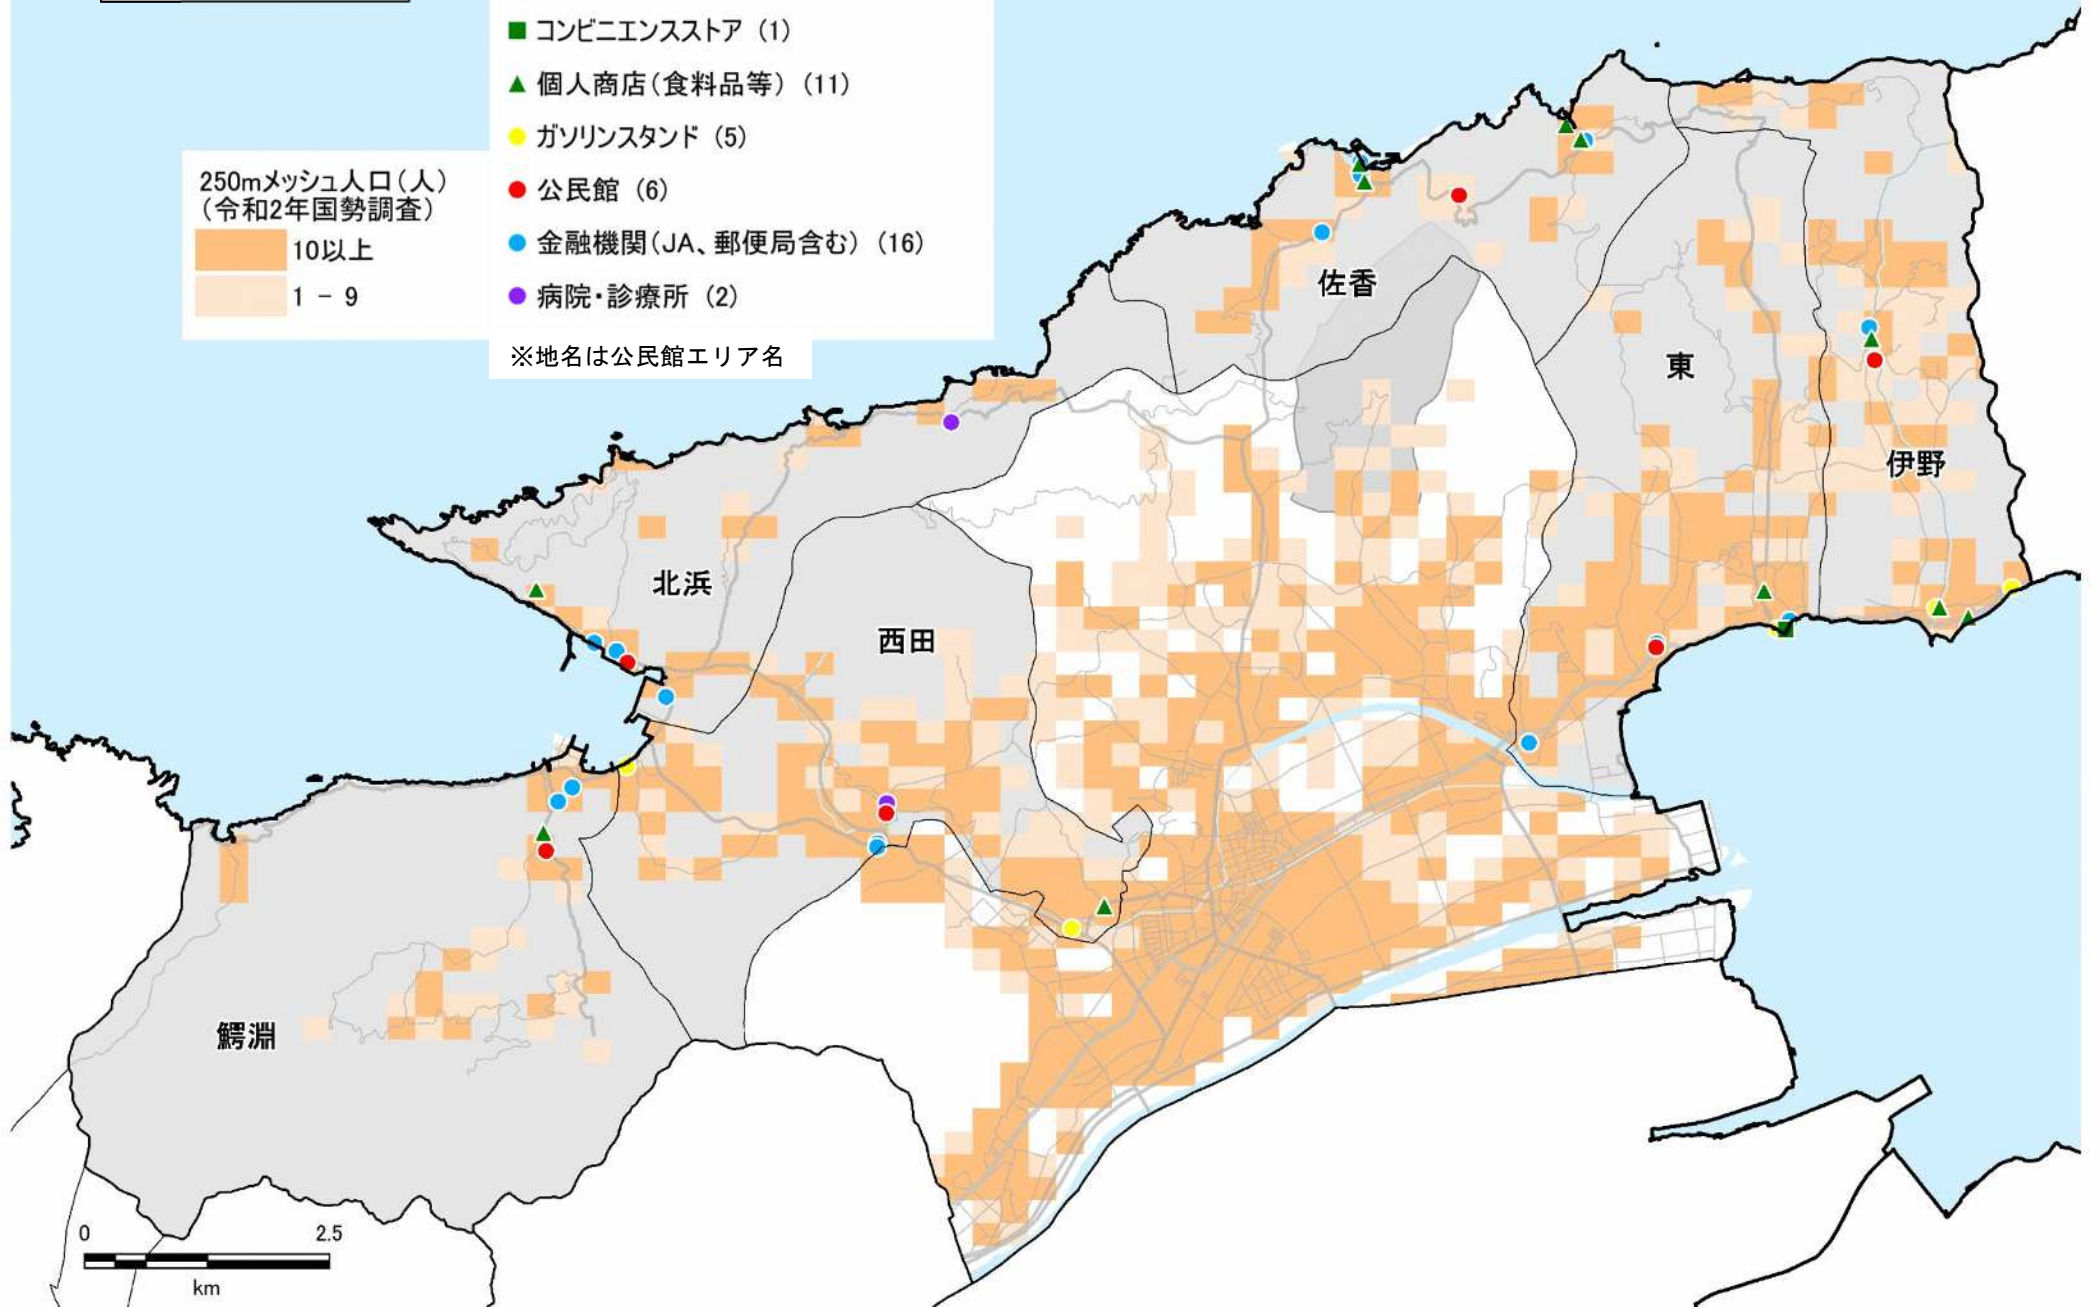 ■ コンビニエンスストア (1)
▲ 個人商店(食料品等) (11)
● ガソリンスタンド (5)
● 公民館 (6)
● 金融機関(JA、郵便局含む) (16)
● 病院・診療所 (2)
※地名は公民館エリア名
250mメッシュ人口(人)
(令和2年国勢調査)
10以上
1 - 9
佐香
東
伊野
北浜
西田
鰐淵
0 2.5
km